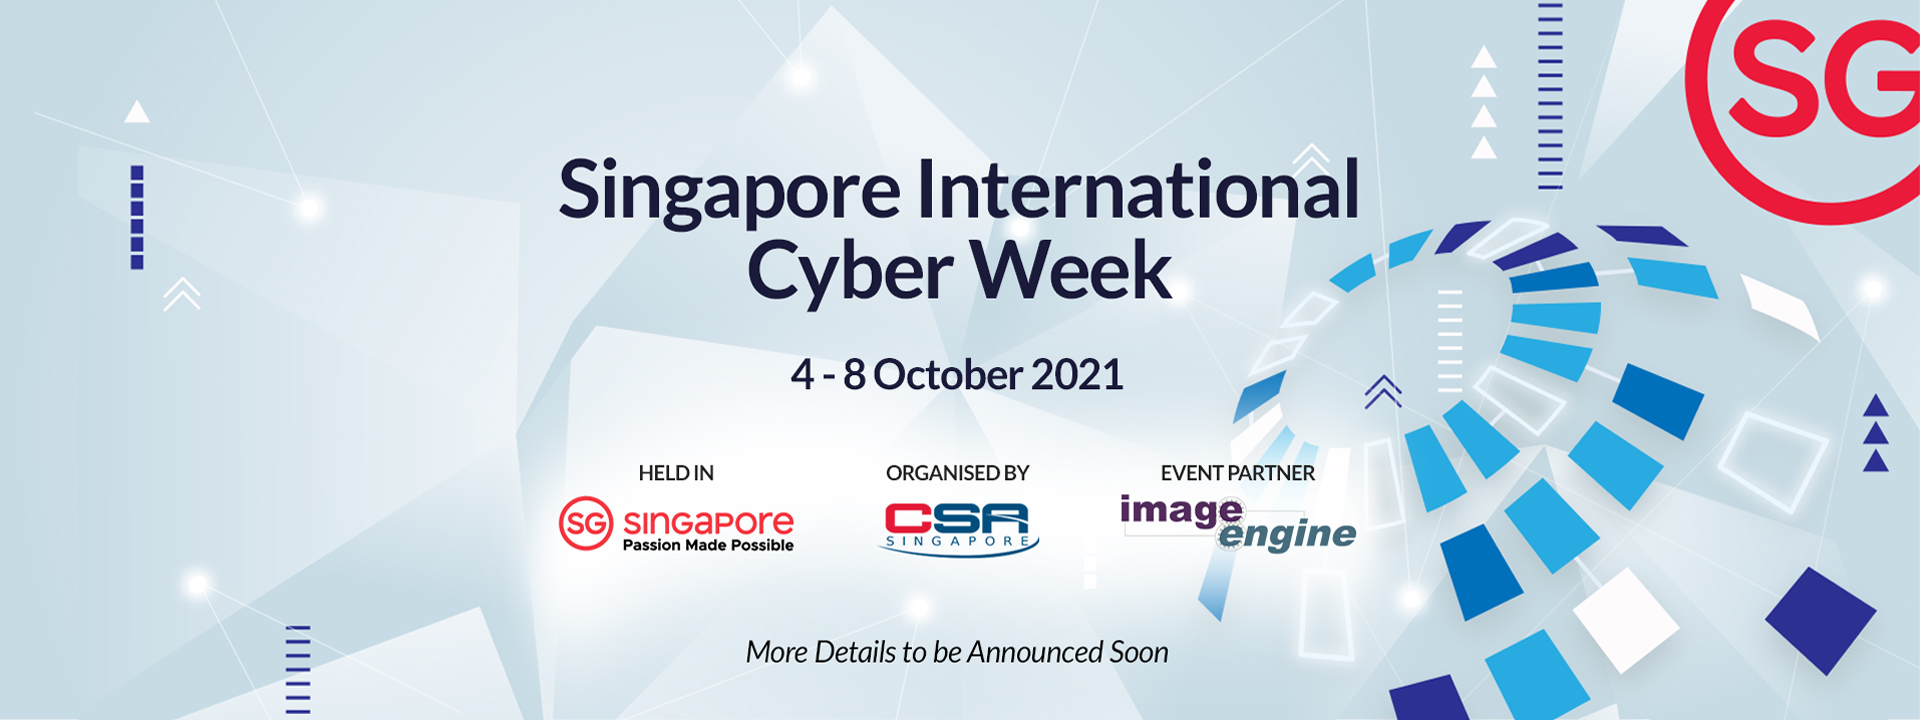 SG
Singapore International
Cyber Week
4 - 8 October 2021
HELD IN
SG SINGAPORE
Passion Made Possible
ORGANISED BY
CSA
SINGAPORE
EVENT PARTNER
image
engine
More Details to be Announced Soon